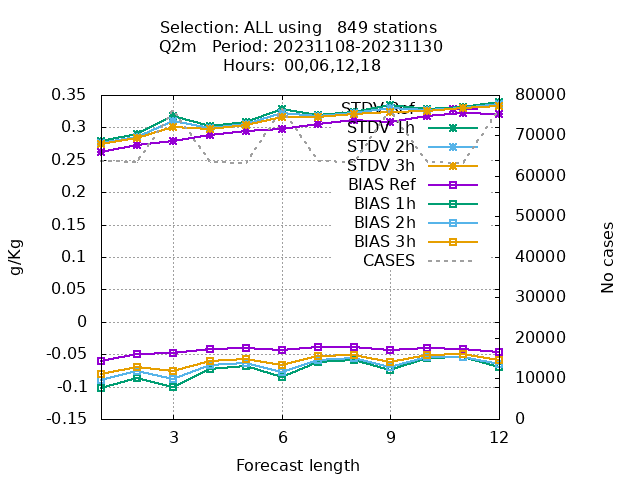 Selection: ALL using   849 stations
Q2m   Period: 20231108-20231130
Hours:  00,06,12,18
0.35
0.3
0.25
0.2
0.15
0.1
0.05
0
-0.05
-0.1
-0.15
80000
70000
60000
50000
40000
30000
20000
10000
0
g/Kg
No cases
STDV Ref
STDV 1h
STDV 2h
STDV 3h
BIAS Ref
BIAS 1h
BIAS 2h
BIAS 3h
CASES
3 6 9 12
Forecast length